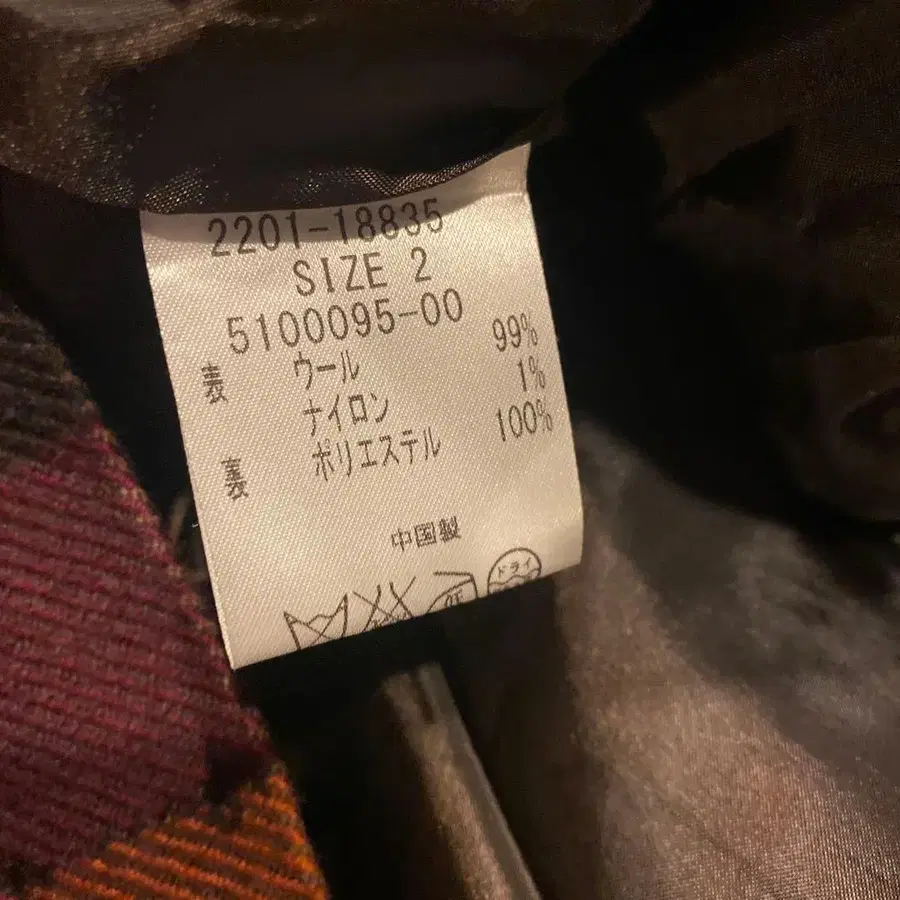 2201-18835
SIZE 2
5100095-00
表 ウール 99%
ナイロン 1%
裏 ポリエステル 100%
中国製
ドライ